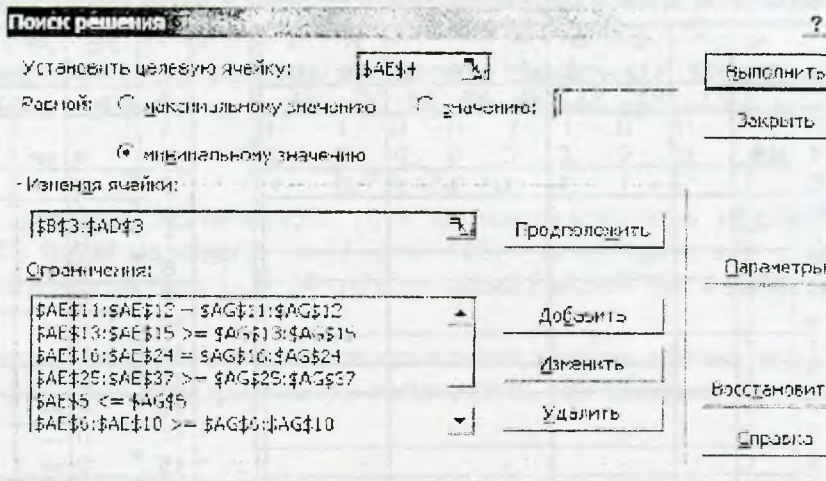 Поиск решения ?
Установить целевую ячейку: $AE$4 Выполнить
Равной: максимальному значению значению: Закрыть
минимальному значению
Изменяя ячейки:
$B$3:$AD$3 Предположить
Ограничения: Параметры
$AE$11:$AE$12 = $AG$11:$AG$12 Добавить
$AE$13:$AE$15 >= $AG$13:$AG$15
$AE$16:$AE$24 = $AG$16:$AG$24 Изменить
$AE$25:$AE$37 >= $AG$25:$AG$37
$AE$5 <= $AG$5 Восстановит
$AE$6:$AE$10 >= $AG$6:$AG$10 Удалить
Справка